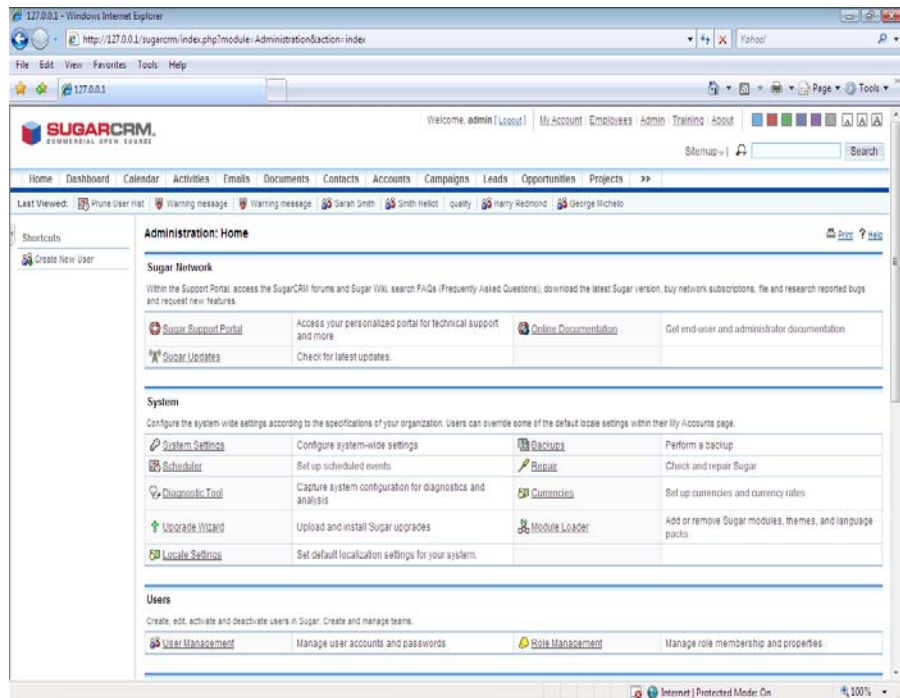 127.0.0.1 - Windows Internet Explorer
http://127.0.0.1/sugarcrm/index.php?module=Administration&action=index
Yahoo!
File Edit View Favorites Tools Help
127.0.0.1
Page Tools
SUGARCRM.
COMMERCIAL OPEN SOURCE
Welcome, admin [ Logout ] My Account Employees Admin Training About
A A A
Sitemap
Search
Home Dashboard Calendar Activities Emails Documents Contacts Accounts Campaigns Leads Opportunities Projects >>
Last Viewed: Prune User Hist Warning message Warning message Sarah Smith Smith Hellot quality Harry Redmond George Michello
Shortcuts
Create New User
Administration: Home
Print ? Help
Sugar Network
Within the Support Portal, access the SugarCRM forums and Sugar Wiki, search FAQs (Frequently Asked Questions), download the latest Sugar version, buy network subscriptions, file and research reported bugs
and request new features.
Sugar Support Portal
Access your personalized portal for technical support
and more
Online Documentation
Get end-user and administrator documentation
Sugar Updates
Check for latest updates.
System
Configure the system-wide settings according to the specifications of your organization. Users can override some of the default locale settings within their My Accounts page.
System Settings
Configure system-wide settings
Backups
Perform a backup
Scheduler
Set up scheduled events
Repair
Check and repair Sugar
Diagnostic Tool
Capture system configuration for diagnostics and
analysis
Currencies
Set up currencies and currency rates
Upgrade Wizard
Upload and install Sugar upgrades
Module Loader
Add or remove Sugar modules, themes, and language
packs
Locale Settings
Set default localization settings for your system.
Users
Create, edit, activate and deactivate users in Sugar. Create and manage teams.
User Management
Manage user accounts and passwords
Role Management
Manage role membership and properties
Internet | Protected Mode: On
100%